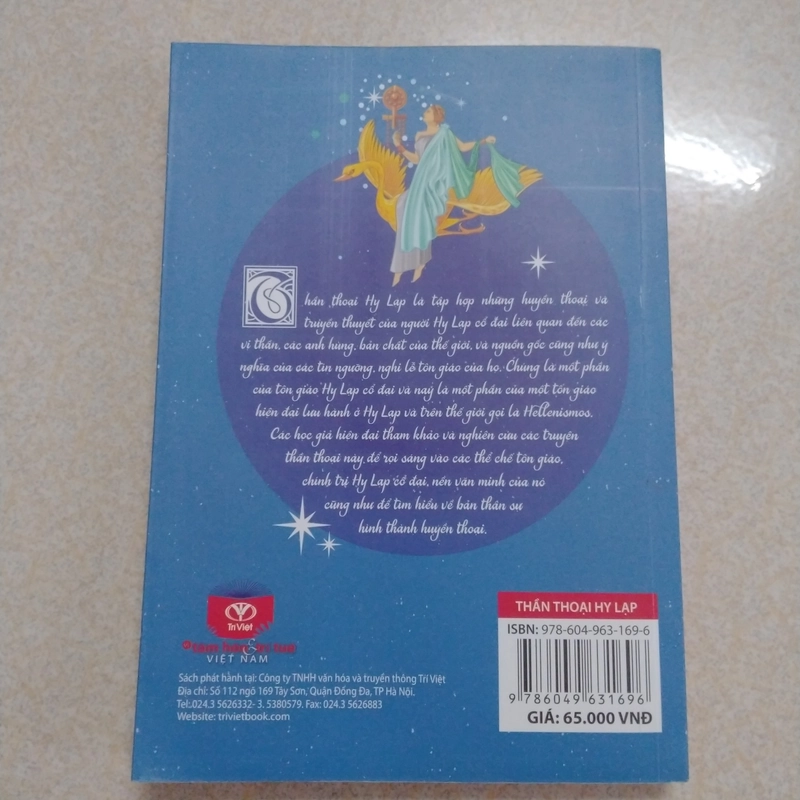 Thần thoại Hy Lạp là tập hợp những huyền thoại và
truyền thuyết của người Hy Lạp cổ đại liên quan đến các
vị thần, các anh hùng, bản chất của thế giới, và nguồn gốc cũng như ý
nghĩa của các tín ngưỡng, nghi lễ tôn giáo của họ. Chúng là một phần
của tôn giáo Hy Lạp cổ đại và nay là một phần của một tôn giáo
hiện đại lưu hành ở Hy Lạp và trên thế giới gọi là Hellenismos.
Các học giả hiện đại tham khảo và nghiên cứu các truyện
thần thoại này để rọi sáng vào các thể chế tôn giáo,
chính trị Hy Lạp cổ đại, nền văn minh của nó
cũng như để tìm hiểu về bản thân sự
hình thành huyền thoại.
TriViệt
VIỆT NAM
Sách phát hành tại: Công ty TNHH văn hóa và truyền thông Trí Việt
Địa chỉ: Số 112 ngõ 169 Tây Sơn, Quận Đống Đa, TP Hà Nội.
Tel:.024.3 5626332- 3. 5380579. Fax: 024.3 5626883
Website: trivietbook.com
THẦN THOẠI HY LẠP
ISBN: 978-604-963-169-6
9 786049 631696
GIÁ: 65.000 VNĐ